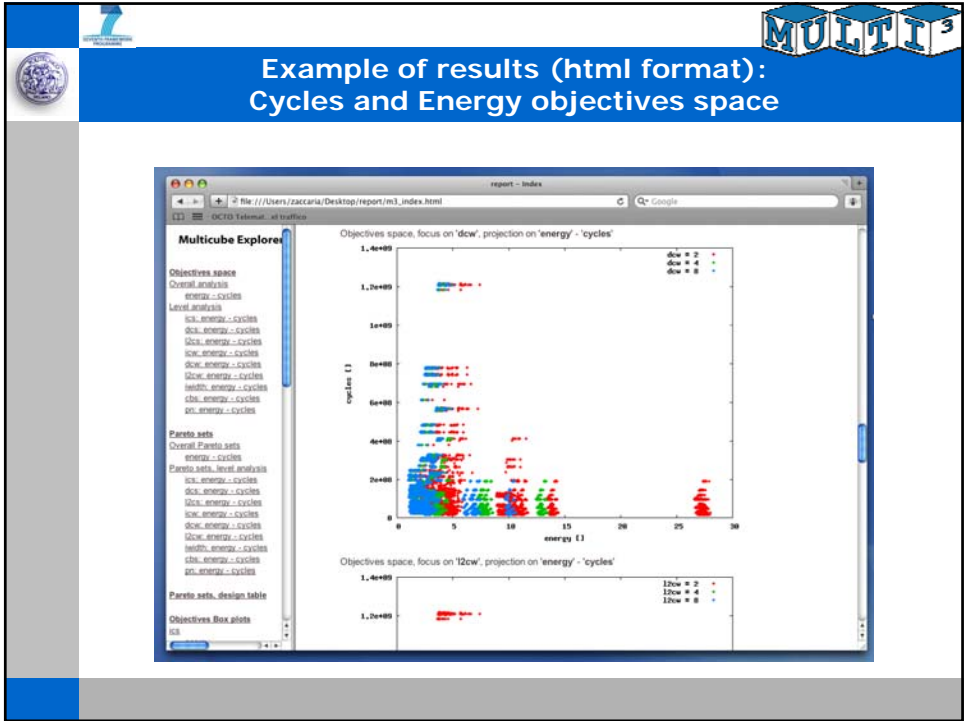 7
SEVENTH FRAMEWORK
PROGRAMME
MULTI 3
Example of results (html format):
Cycles and Energy objectives space
report – Index
file:///Users/zaccaria/Desktop/report/m3_index.html
Google
OCTO Telemat...at traffico
Multicube Explorer
Objectives space
Overall analysis
energy - cycles
Level analysis
ics: energy - cycles
dcs: energy - cycles
l2cs: energy - cycles
icw: energy - cycles
dcw: energy - cycles
l2cw: energy - cycles
iwidth: energy - cycles
cbs: energy - cycles
pn: energy - cycles
Pareto sets
Overall Pareto sets
energy - cycles
Pareto sets, level analysis
ics: energy - cycles
dcs: energy - cycles
l2cs: energy - cycles
icw: energy - cycles
dcw: energy - cycles
l2cw: energy - cycles
iwidth: energy - cycles
cbs: energy - cycles
pn: energy - cycles
Pareto sets, design table
Objectives Box plots
ics
Objectives space, focus on 'dcw', projection on 'energy' - 'cycles'
1.4e+09
1.2e+09
1e+09
8e+08
6e+08
4e+08
2e+08
0
cycles []
dcw = 2
dcw = 4
dcw = 8
0 5 10 15 20 25 30
energy []
Objectives space, focus on 'l2cw', projection on 'energy' - 'cycles'
1.4e+09
1.2e+09
l2cw = 2
l2cw = 4
l2cw = 8